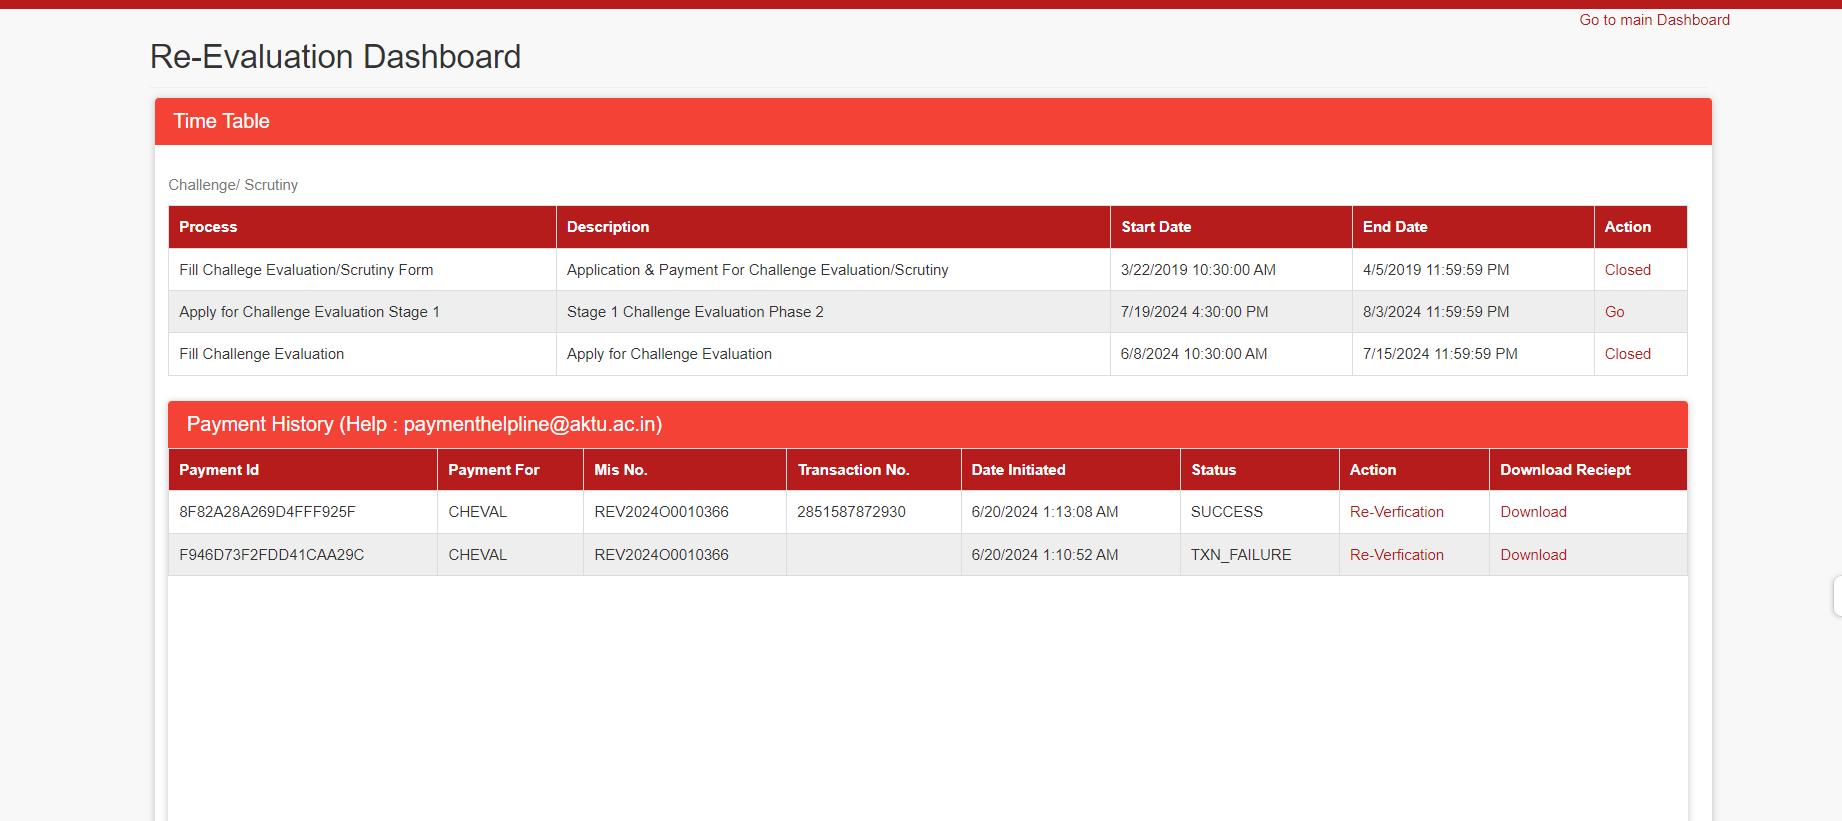 Go to main Dashboard
Re-Evaluation Dashboard
Time Table
Challenge/ Scrutiny
Process Description Start Date End Date Action
Fill Challege Evaluation/Scrutiny Form Application & Payment For Challenge Evaluation/Scrutiny 3/22/2019 10:30:00 AM 4/5/2019 11:59:59 PM Closed
Apply for Challenge Evaluation Stage 1 Stage 1 Challenge Evaluation Phase 2 7/19/2024 4:30:00 PM 8/3/2024 11:59:59 PM Go
Fill Challenge Evaluation Apply for Challenge Evaluation 6/8/2024 10:30:00 AM 7/15/2024 11:59:59 PM Closed
Payment History (Help : paymenthelpline@aktu.ac.in)
Payment Id Payment For Mis No. Transaction No. Date Initiated Status Action Download Reciept
8F82A28A269D4FFF925F CHEVAL REV2024O0010366 2851587872930 6/20/2024 1:13:08 AM SUCCESS Re-Verfication Download
F946D73F2FDD41CAA29C CHEVAL REV2024O0010366 6/20/2024 1:10:52 AM TXN_FAILURE Re-Verfication Download